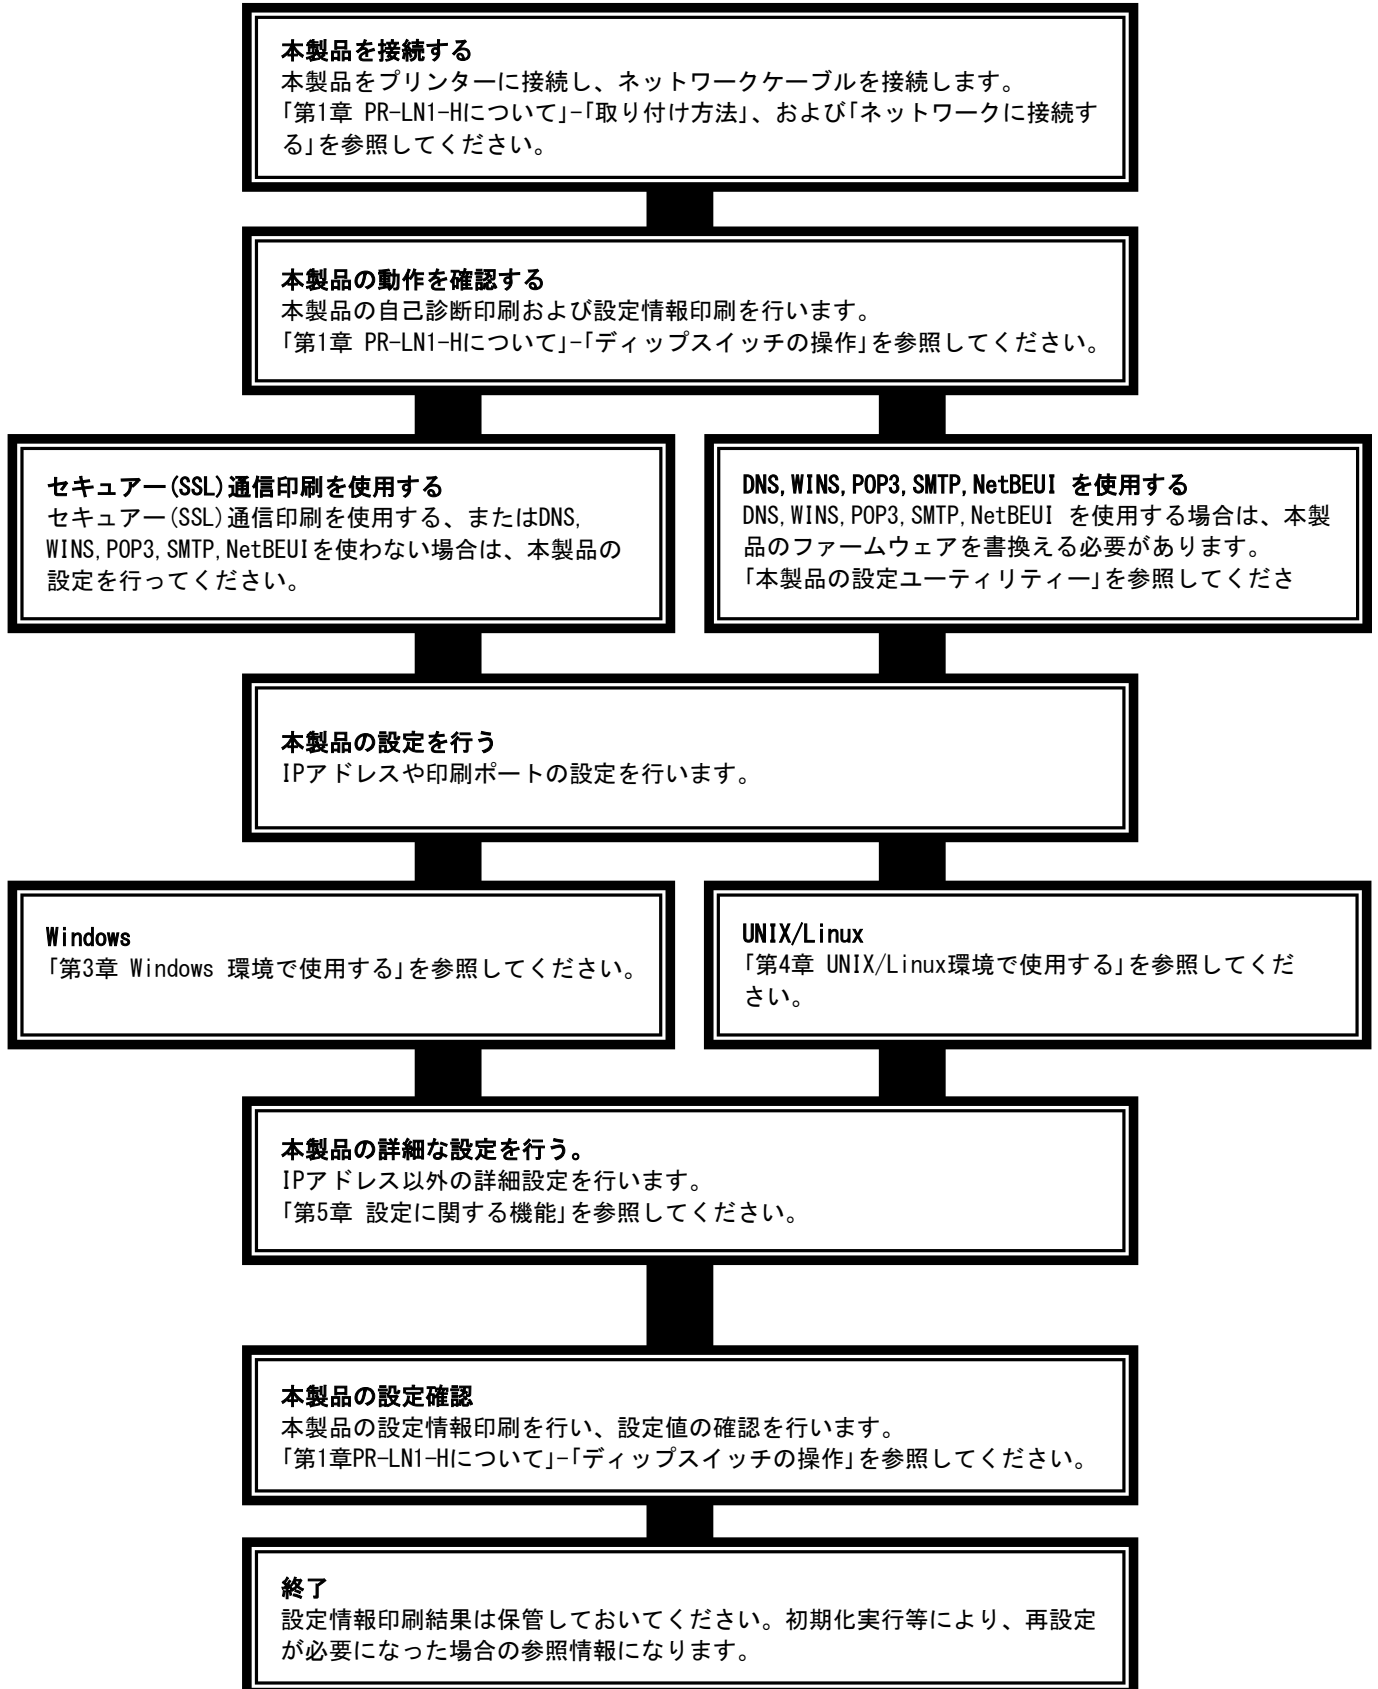 本製品を接続する
本製品をプリンターに接続し、ネットワークケーブルを接続します。
「第1章 PR-LN1-Hについて」-「取り付け方法」、および「ネットワークに接続す
る」を参照してください。
本製品の動作を確認する
本製品の自己診断印刷および設定情報印刷を行います。
「第1章 PR-LN1-Hについて」-「ディップスイッチの操作」を参照してください。
セキュアー(SSL)通信印刷を使用する
セキュアー(SSL)通信印刷を使用する、またはDNS,
WINS,POP3,SMTP,NetBEUIを使わない場合は、本製品の
設定を行ってください。
DNS,WINS,POP3,SMTP,NetBEUI を使用する
DNS,WINS,POP3,SMTP,NetBEUI を使用する場合は、本製
品のファームウェアを書換える必要があります。
「本製品の設定ユーティリティー」を参照してくださ
本製品の設定を行う
IPアドレスや印刷ポートの設定を行います。
Windows
「第3章 Windows 環境で使用する」を参照してください。
UNIX/Linux
「第4章 UNIX/Linux環境で使用する」を参照してくだ
さい。
本製品の詳細な設定を行う。
IPアドレス以外の詳細設定を行います。
「第5章 設定に関する機能」を参照してください。
本製品の設定確認
本製品の設定情報印刷を行い、設定値の確認を行います。
「第1章PR-LN1-Hについて」-「ディップスイッチの操作」を参照してください。
終了
設定情報印刷結果は保管しておいてください。初期化実行等により、再設定
が必要になった場合の参照情報になります。